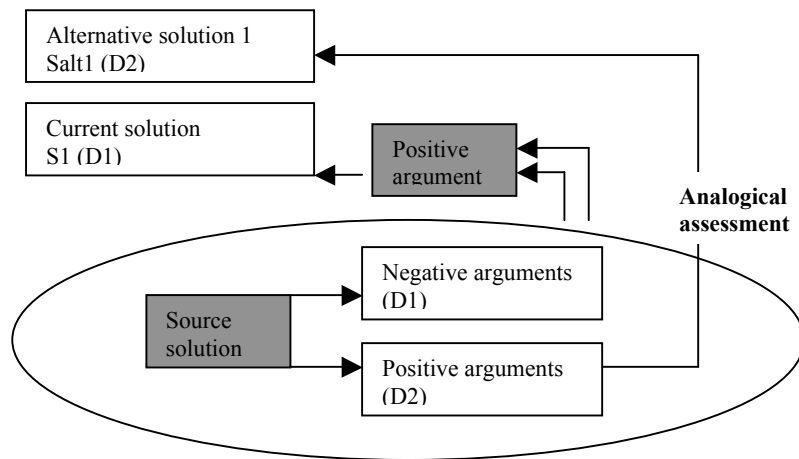 Alternative solution 1
Salt1 (D2)
Current solution
S1 (D1)
Positive
argument
Analogical
assessment
Negative arguments
(D1)
Source
solution
Positive arguments
(D2)